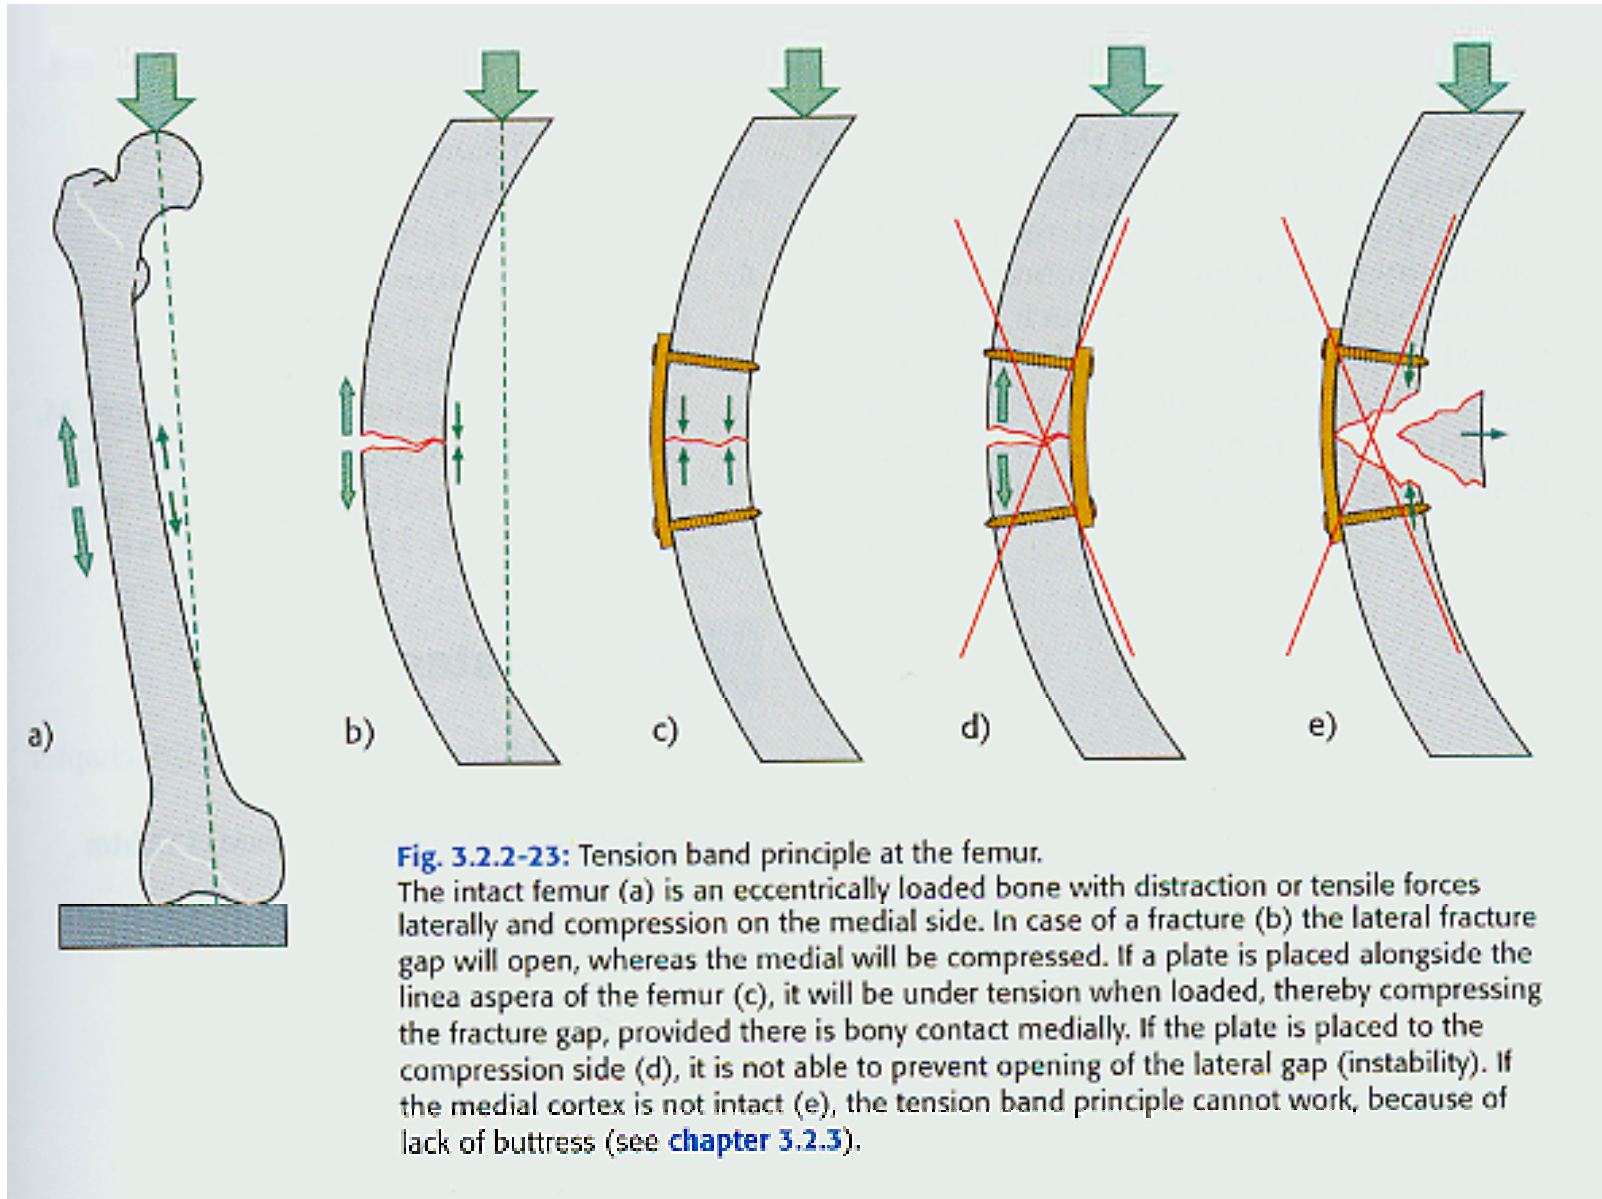 a)
b)
c)
d)
e)
Fig. 3.2.2-23: Tension band principle at the femur.
The intact femur (a) is an eccentrically loaded bone with distraction or tensile forces
laterally and compression on the medial side. In case of a fracture (b) the lateral fracture
gap will open, whereas the medial will be compressed. If a plate is placed alongside the
linea aspera of the femur (c), it will be under tension when loaded, thereby compressing
the fracture gap, provided there is bony contact medially. If the plate is placed to the
compression side (d), it is not able to prevent opening of the lateral gap (instability). If
the medial cortex is not intact (e), the tension band principle cannot work, because of
lack of buttress (see chapter 3.2.3).